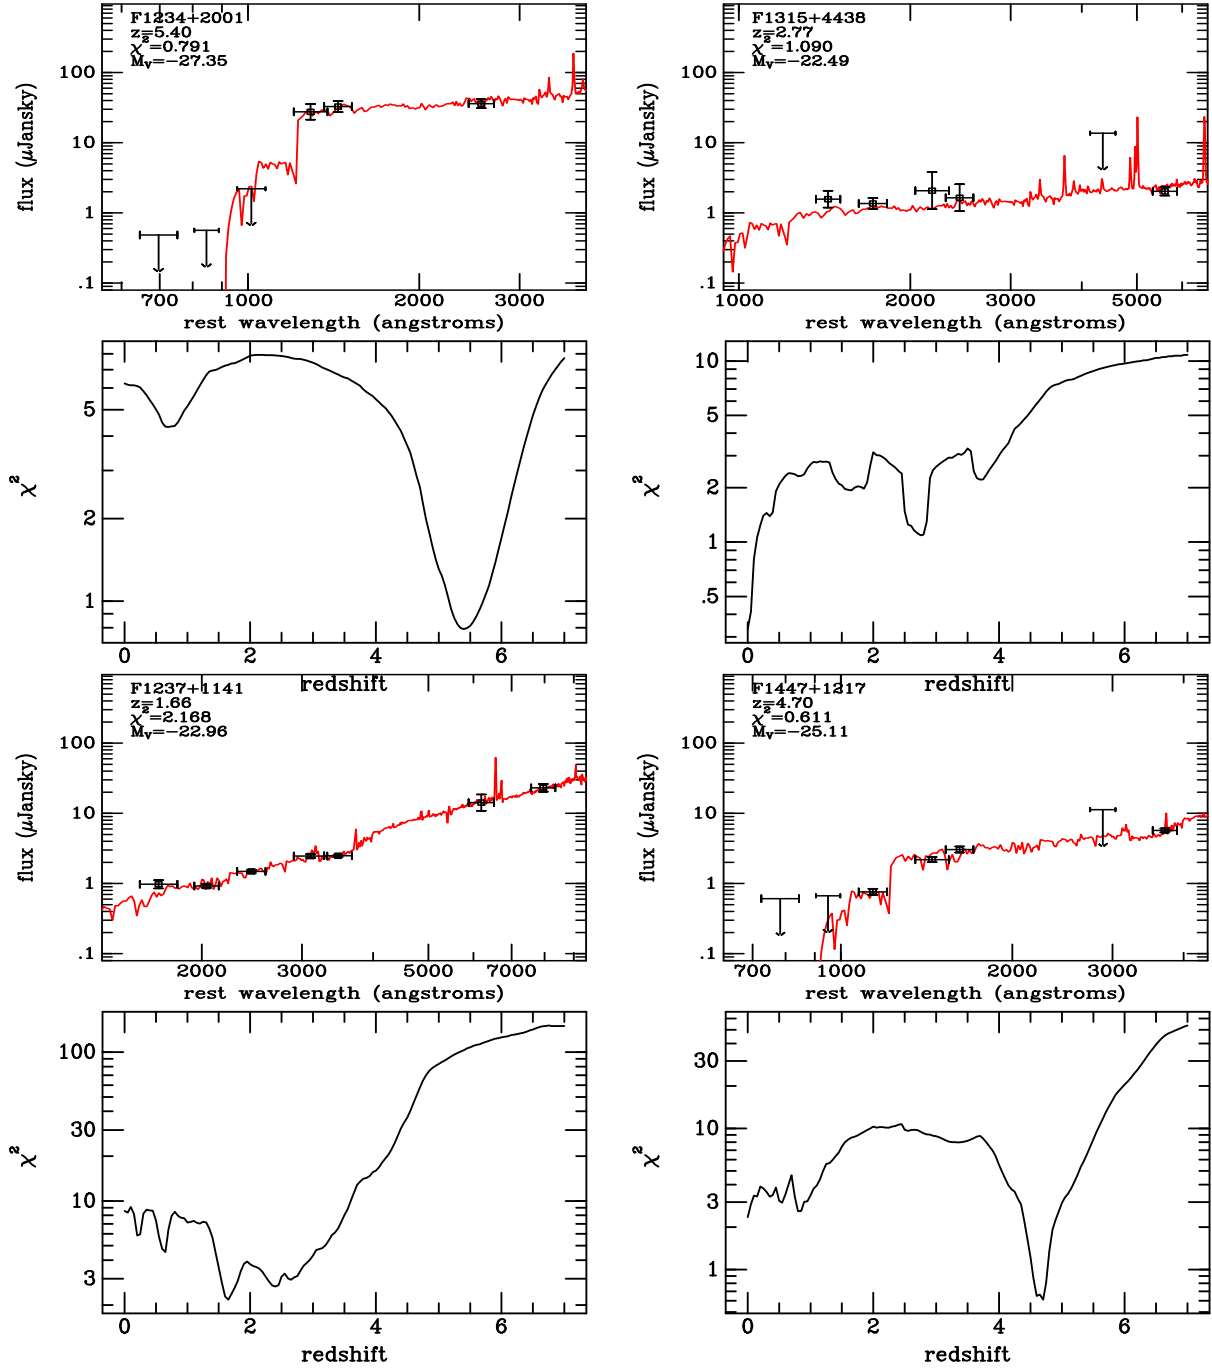 F1234+2001
z=5.40
χ²=0.791
M_V=−27.35
100
10
1
.1
flux (μJansky)
700 1000 2000 3000
rest wavelength (angstroms)
F1315+4438
z=2.77
χ²=1.090
M_V=−22.49
100
10
1
.1
flux (μJansky)
1000 2000 3000 5000
rest wavelength (angstroms)
5
2
1
χ²
0 2 4 6
redshift
10
5
2
1
.5
χ²
0 2 4 6
redshift
F1237+1141
z=1.66
χ²=2.168
M_V=−22.96
100
10
1
.1
flux (μJansky)
2000 3000 5000 7000
rest wavelength (angstroms)
F1447+1217
z=4.70
χ²=0.611
M_V=−25.11
100
10
1
.1
flux (μJansky)
700 1000 2000 3000
rest wavelength (angstroms)
100
30
10
3
χ²
0 2 4 6
redshift
30
10
3
1
χ²
0 2 4 6
redshift